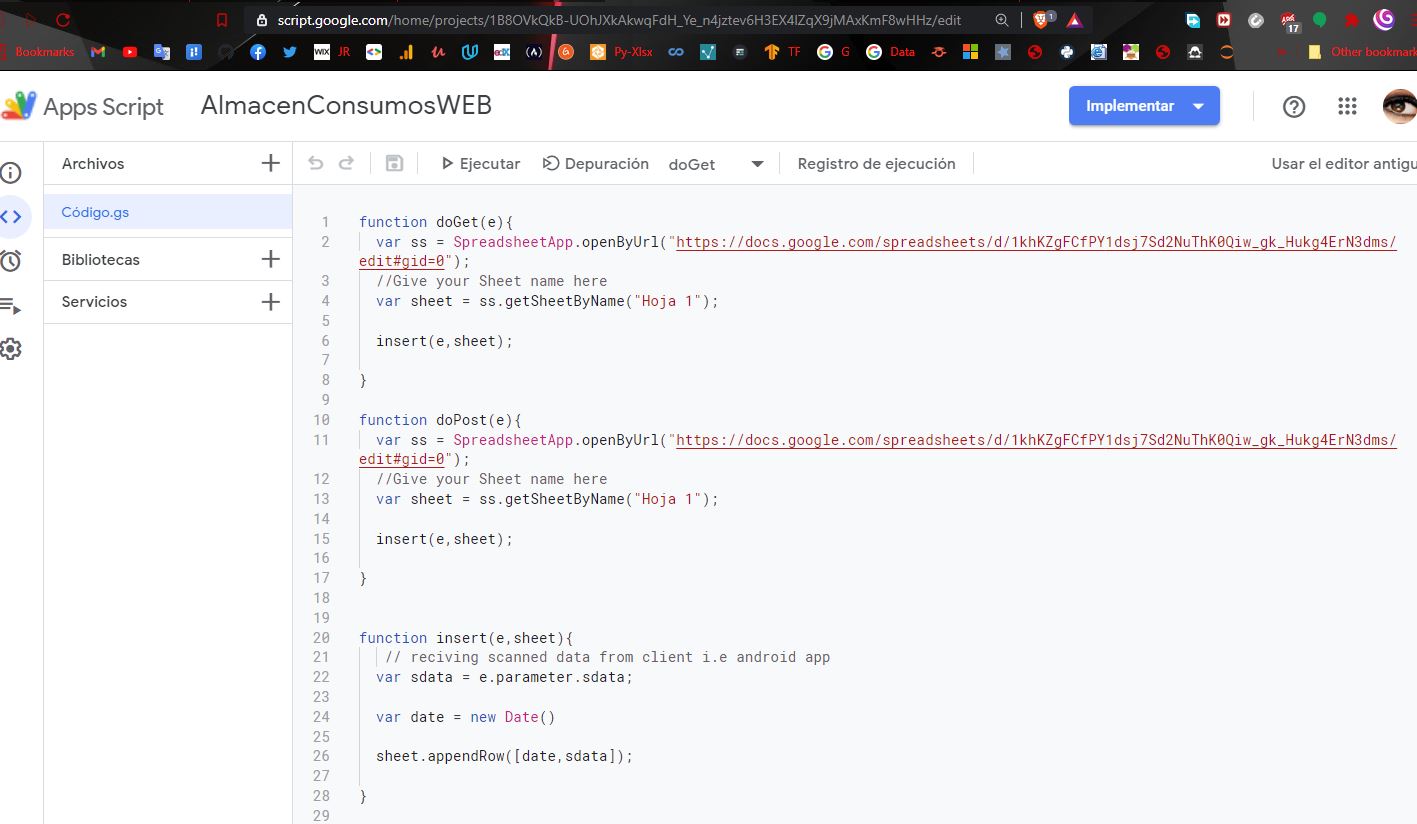 script.google.com/home/projects/1B8OVkQkB-UOhJXkAkwqFdH_Ye_n4jztev6H3EX4IZqX9jMAxKmF8wHHz/edit
1
17
Bookmarks
JR
Py-Xlsx
TF
G
Data
Other bookmark
Apps Script
AlmacenConsumosWEB
Implementar
Archivos
Ejecutar
Depuración
doGet
Registro de ejecución
Usar el editor antigu
Código.gs
Bibliotecas
Servicios
1 function doGet(e){
2 var ss = SpreadsheetApp.openByUrl("https://docs.google.com/spreadsheets/d/1khKZgFCfPY1dsj7Sd2NuThK0Qiw_gk_Hukg4ErN3dms/
edit#gid=0");
3 //Give your Sheet name here
4 var sheet = ss.getSheetByName("Hoja 1");
5
6 insert(e,sheet);
7
8 }
9
10 function doPost(e){
11 var ss = SpreadsheetApp.openByUrl("https://docs.google.com/spreadsheets/d/1khKZgFCfPY1dsj7Sd2NuThK0Qiw_gk_Hukg4ErN3dms/
edit#gid=0");
12 //Give your Sheet name here
13 var sheet = ss.getSheetByName("Hoja 1");
14
15 insert(e,sheet);
16
17 }
18
19
20 function insert(e,sheet){
21 // reciving scanned data from client i.e android app
22 var sdata = e.parameter.sdata;
23
24 var date = new Date()
25
26 sheet.appendRow([date,sdata]);
27
28 }
29